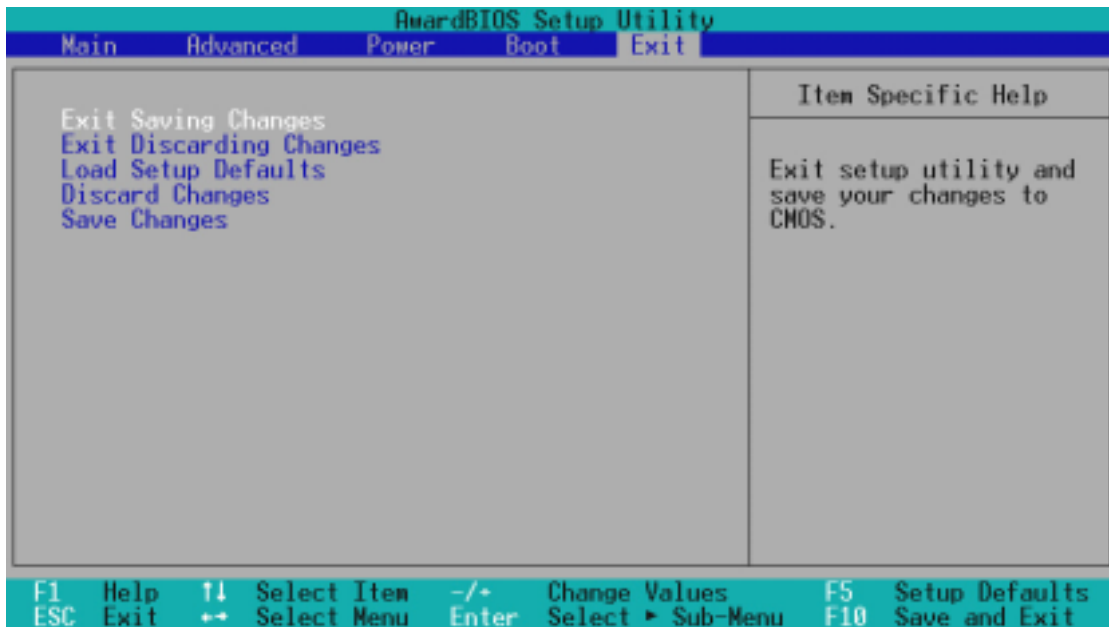 AwardBIOS Setup Utility
Main Advanced Power Boot Exit
Item Specific Help
Exit Saving Changes
Exit Discarding Changes
Load Setup Defaults
Discard Changes
Save Changes
Exit setup utility and
save your changes to
CMOS.
F1 Help ↑↓ Select Item -/+ Change Values F5 Setup Defaults
ESC Exit ←→ Select Menu Enter Select ► Sub-Menu F10 Save and Exit